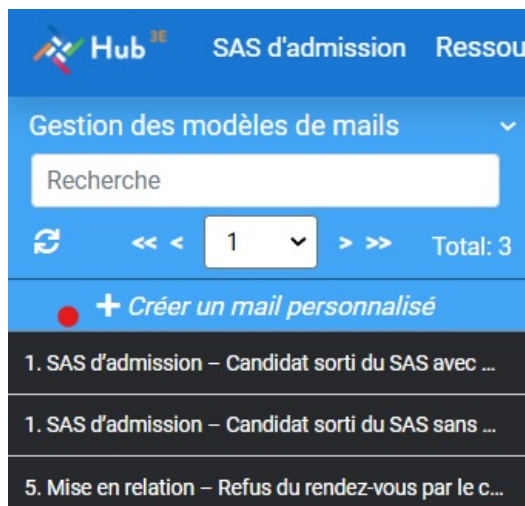 Hub 3E SAS d'admission Ressou
Gestion des modèles de mails
Recherche
<< < 1 > >> Total: 3
+ Créer un mail personnalisé
1. SAS d'admission – Candidat sorti du SAS avec ...
1. SAS d'admission – Candidat sorti du SAS sans ...
5. Mise en relation – Refus du rendez-vous par le c...